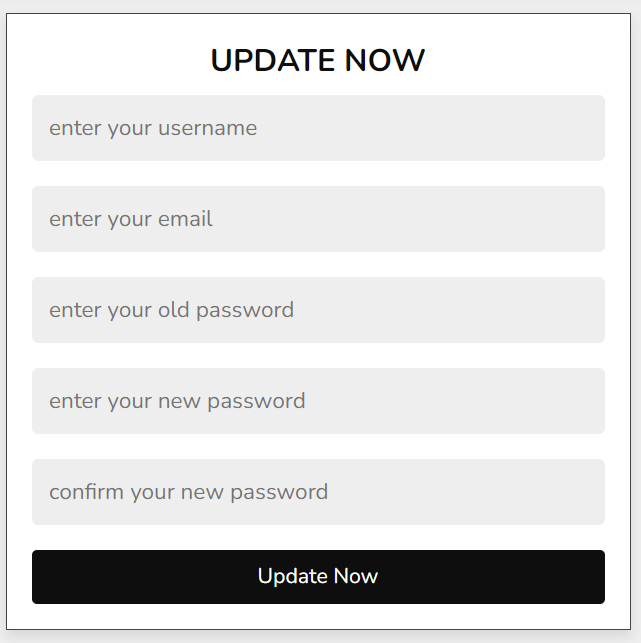 UPDATE NOW
enter your username
enter your email
enter your old password
enter your new password
confirm your new password
Update Now